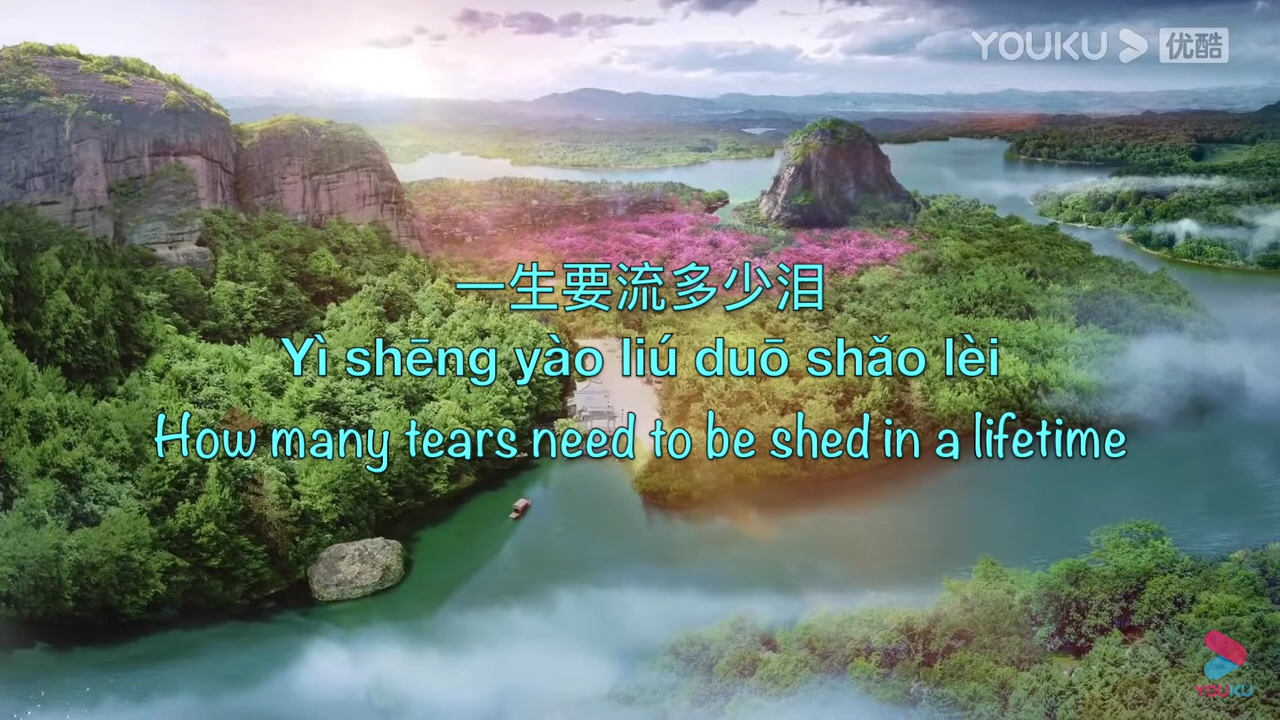 YOUKU 优酷
一生要流多少泪
Yì shēng yào liú duō shǎo lèi
How many tears need to be shed in a lifetime
YOUKU